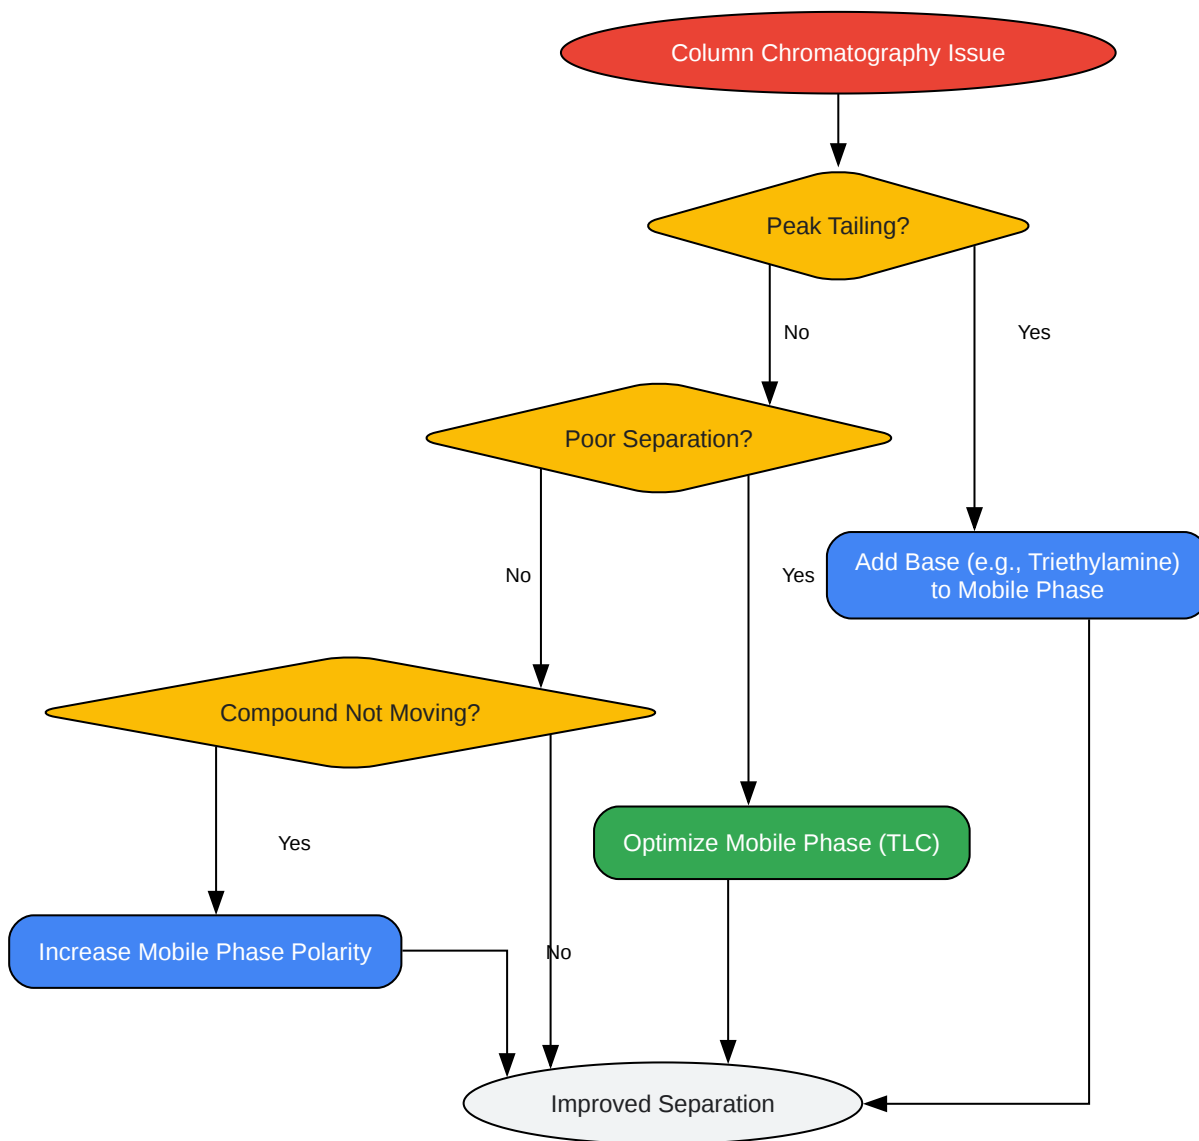 Column Chromatography Issue
Peak Tailing?
No
Yes
Poor Separation?
No
Yes
Add Base (e.g., Triethylamine)
to Mobile Phase
Compound Not Moving?
Yes
Optimize Mobile Phase (TLC)
Increase Mobile Phase Polarity
No
Improved Separation